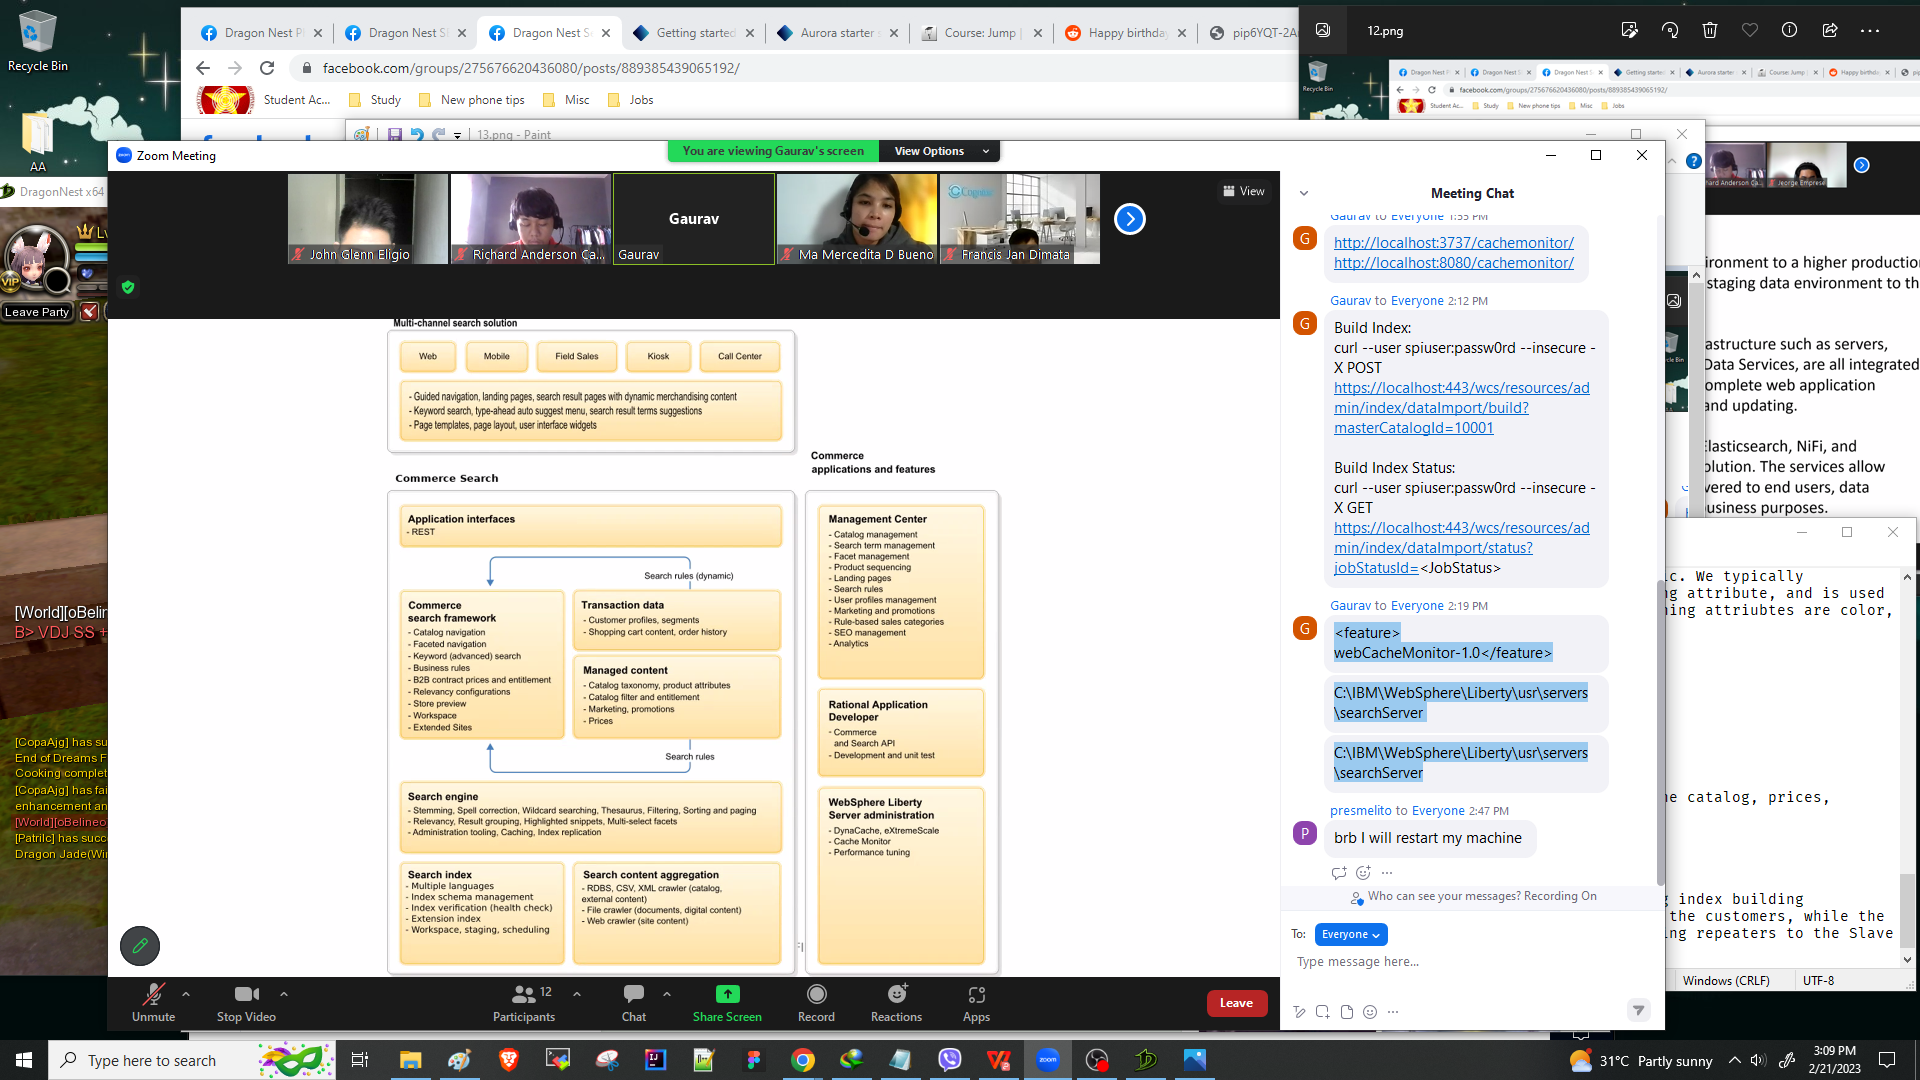 Recycle Bin
AA
DragonNest x64
Leave Party
VIP
[World][oBelin
B> VDJ SS +
[CopaAjg] has su
End of Dreams F
Cooking complet
[CopaAjg] has fai
enhancement an
[World][oBelineo
[Patrilc] has succ
Dragon Jade(Wi
Dragon Nest P
Dragon Nest S
Dragon Nest S
Getting started
Aurora starter s
Course: Jump
Happy birthday
pip6YQT-2A
facebook.com/groups/275676620436080/posts/889385439065192/
Student Ac...
Study
New phone tips
Misc
Jobs
13.png - Paint
12.png
Zoom Meeting
You are viewing Gaurav's screen
View Options
View
John Glenn Eligio
Richard Anderson Ca...
Gaurav
Gaurav
Ma Mercedita D Bueno
Francis Jan Dimata
Multi-channel search solution
Web
Mobile
Field Sales
Kiosk
Call Center
- Guided navigation, landing pages, search result pages with dynamic merchandising content
- Keyword search, type-ahead auto suggest menu, search result terms suggestions
- Page templates, page layout, user interface widgets
Commerce Search
Application interfaces
- REST
Search rules (dynamic)
Commerce
search framework
- Catalog navigation
- Faceted navigation
- Keyword (advanced) search
- Business rules
- B2B contract prices and entitlement
- Relevancy configurations
- Store preview
- Workspace
- Extended Sites
Transaction data
- Customer profiles, segments
- Shopping cart content, order history
Managed content
- Catalog taxonomy, product attributes
- Catalog filter and entitlement
- Marketing, promotions
- Prices
Search rules
Search engine
- Stemming, Spell correction, Wildcard searching, Thesaurus, Filtering, Sorting and paging
- Relevancy, Result grouping, Highlighted snippets, Multi-select facets
- Administration tooling, Caching, Index replication
Search index
- Multiple languages
- Index schema management
- Index verification (health check)
- Extension index
- Workspace, staging, scheduling
Search content aggregation
- RDBS, CSV, XML crawler (catalog,
external content)
- File crawler (documents, digital content)
- Web crawler (site content)
Commerce
applications and features
Management Center
- Catalog management
- Search term management
- Facet management
- Product sequencing
- Landing pages
- Search rules
- User profiles management
- Marketing and promotions
- Rule-based sales categories
- SEO management
- Analytics
Rational Application
Developer
- Commerce
and Search API
- Development and unit test
WebSphere Liberty
Server administration
- DynaCache, eXtremeScale
- Cache Monitor
- Performance tuning
Meeting Chat
Gaurav to Everyone 1:55 PM
G
http://localhost:3737/cachemonitor/
http://localhost:8080/cachemonitor/
Gaurav to Everyone 2:12 PM
G
Build Index:
curl --user spiuser:passw0rd --insecure -
X POST
https://localhost:443/wcs/resources/ad
min/index/dataImport/build?
masterCatalogId=10001
Build Index Status:
curl --user spiuser:passw0rd --insecure -
X GET
https://localhost:443/wcs/resources/ad
min/index/dataImport/status?
jobStatusId=<JobStatus>
Gaurav to Everyone 2:19 PM
G
<feature>
webCacheMonitor-1.0</feature>
C:\IBM\WebSphere\Liberty\usr\servers
\searchServer
C:\IBM\WebSphere\Liberty\usr\servers
\searchServer
presmelito to Everyone 2:47 PM
P
brb I will restart my machine
Who can see your messages? Recording On
To: Everyone
Type message here...
Unmute
Stop Video
12
Participants
Chat
Share Screen
Record
Reactions
Apps
Leave
ironment to a higher production
staging data environment to th
astructure such as servers,
Data Services, are all integrated
omplete web application
and updating.
Elasticsearch, NiFi, and
olution. The services allow
vered to end users, data
usiness purposes.
c. We typically
g attribute, and is used
ning attriubtes are color,
e catalog, prices,
g index building
the customers, while the
ing repeaters to the Slave
Windows (CRLF)
UTF-8
Type here to search
31°C Partly sunny
3:09 PM
2/21/2023